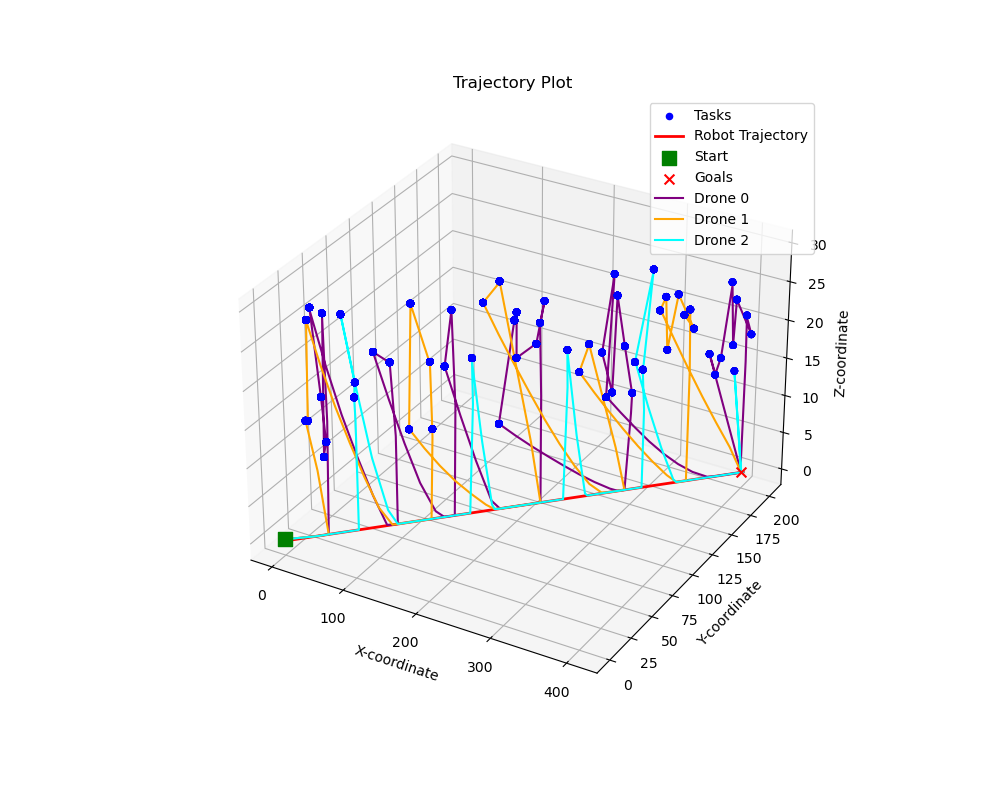 Trajectory Plot
Tasks
Robot Trajectory
Start
Goals
Drone 0
Drone 1
Drone 2
30
25
20
15
10
5
0
Z-coordinate
0
100
200
300
400
X-coordinate
0
25
50
75
100
125
150
175
200
Y-coordinate